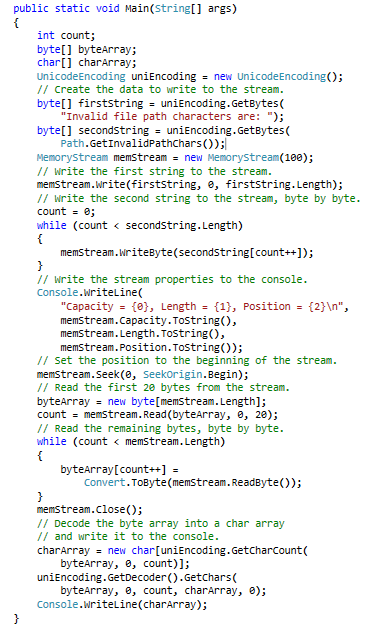 public static void Main(String[] args)
{
    int count;
    byte[] byteArray;
    char[] charArray;
    UnicodeEncoding uniEncoding = new UnicodeEncoding();
    // Create the data to write to the stream.
    byte[] firstString = uniEncoding.GetBytes(
        "Invalid file path characters are: ");
    byte[] secondString = uniEncoding.GetBytes(
        Path.GetInvalidPathChars());
    MemoryStream memStream = new MemoryStream(100);
    // Write the first string to the stream.
    memStream.Write(firstString, 0, firstString.Length);
    // Write the second string to the stream, byte by byte.
    count = 0;
    while (count < secondString.Length)
    {
        memStream.WriteByte(secondString[count++]);
    }
    // Write the stream properties to the console.
    Console.WriteLine(
        "Capacity = {0}, Length = {1}, Position = {2}\n",
        memStream.Capacity.ToString(),
        memStream.Length.ToString(),
        memStream.Position.ToString());
    // Set the position to the beginning of the stream.
    memStream.Seek(0, SeekOrigin.Begin);
    // Read the first 20 bytes from the stream.
    byteArray = new byte[memStream.Length];
    count = memStream.Read(byteArray, 0, 20);
    // Read the remaining bytes, byte by byte.
    while (count < memStream.Length)
    {
        byteArray[count++] =
            Convert.ToByte(memStream.ReadByte());
    }
    memStream.Close();
    // Decode the byte array into a char array
    // and write it to the console.
    charArray = new char[uniEncoding.GetCharCount(
        byteArray, 0, count)];
    uniEncoding.GetDecoder().GetChars(
        byteArray, 0, count, charArray, 0);
    Console.WriteLine(charArray);
}